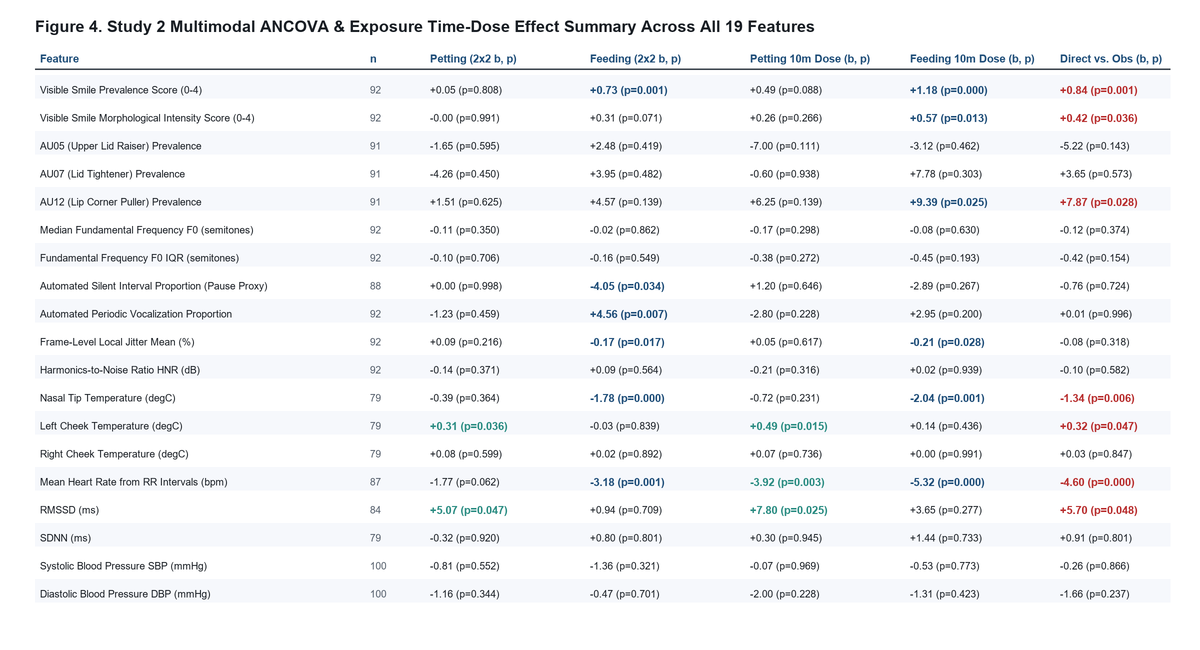 Figure 4. Study 2 Multimodal ANCOVA & Exposure Time-Dose Effect Summary Across All 19 Features
Feature n Petting (2x2 b, p) Feeding (2x2 b, p) Petting 10m Dose (b, p) Feeding 10m Dose (b, p) Direct vs. Obs (b, p)
Visible Smile Prevalence Score (0-4) 92 +0.05 (p=0.808) +0.73 (p=0.001) +0.49 (p=0.088) +1.18 (p=0.000) +0.84 (p=0.001)
Visible Smile Morphological Intensity Score (0-4) 92 -0.00 (p=0.991) +0.31 (p=0.071) +0.26 (p=0.266) +0.57 (p=0.013) +0.42 (p=0.036)
AU05 (Upper Lid Raiser) Prevalence 91 -1.65 (p=0.595) +2.48 (p=0.419) -7.00 (p=0.111) -3.12 (p=0.462) -5.22 (p=0.143)
AU07 (Lid Tightener) Prevalence 91 -4.26 (p=0.450) +3.95 (p=0.482) -0.60 (p=0.938) +7.78 (p=0.303) +3.65 (p=0.573)
AU12 (Lip Corner Puller) Prevalence 91 +1.51 (p=0.625) +4.57 (p=0.139) +6.25 (p=0.139) +9.39 (p=0.025) +7.87 (p=0.028)
Median Fundamental Frequency F0 (semitones) 92 -0.11 (p=0.350) -0.02 (p=0.862) -0.17 (p=0.298) -0.08 (p=0.630) -0.12 (p=0.374)
Fundamental Frequency F0 IQR (semitones) 92 -0.10 (p=0.706) -0.16 (p=0.549) -0.38 (p=0.272) -0.45 (p=0.193) -0.42 (p=0.154)
Automated Silent Interval Proportion (Pause Proxy) 88 +0.00 (p=0.998) -4.05 (p=0.034) +1.20 (p=0.646) -2.89 (p=0.267) -0.76 (p=0.724)
Automated Periodic Vocalization Proportion 92 -1.23 (p=0.459) +4.56 (p=0.007) -2.80 (p=0.228) +2.95 (p=0.200) +0.01 (p=0.996)
Frame-Level Local Jitter Mean (%) 92 +0.09 (p=0.216) -0.17 (p=0.017) +0.05 (p=0.617) -0.21 (p=0.028) -0.08 (p=0.318)
Harmonics-to-Noise Ratio HNR (dB) 92 -0.14 (p=0.371) +0.09 (p=0.564) -0.21 (p=0.316) +0.02 (p=0.939) -0.10 (p=0.582)
Nasal Tip Temperature (degC) 79 -0.39 (p=0.364) -1.78 (p=0.000) -0.72 (p=0.231) -2.04 (p=0.001) -1.34 (p=0.006)
Left Cheek Temperature (degC) 79 +0.31 (p=0.036) -0.03 (p=0.839) +0.49 (p=0.015) +0.14 (p=0.436) +0.32 (p=0.047)
Right Cheek Temperature (degC) 79 +0.08 (p=0.599) +0.02 (p=0.892) +0.07 (p=0.736) +0.00 (p=0.991) +0.03 (p=0.847)
Mean Heart Rate from RR Intervals (bpm) 87 -1.77 (p=0.062) -3.18 (p=0.001) -3.92 (p=0.003) -5.32 (p=0.000) -4.60 (p=0.000)
RMSSD (ms) 84 +5.07 (p=0.047) +0.94 (p=0.709) +7.80 (p=0.025) +3.65 (p=0.277) +5.70 (p=0.048)
SDNN (ms) 79 -0.32 (p=0.920) +0.80 (p=0.801) +0.30 (p=0.945) +1.44 (p=0.733) +0.91 (p=0.801)
Systolic Blood Pressure SBP (mmHg) 100 -0.81 (p=0.552) -1.36 (p=0.321) -0.07 (p=0.969) -0.53 (p=0.773) -0.26 (p=0.866)
Diastolic Blood Pressure DBP (mmHg) 100 -1.16 (p=0.344) -0.47 (p=0.701) -2.00 (p=0.228) -1.31 (p=0.423) -1.66 (p=0.237)